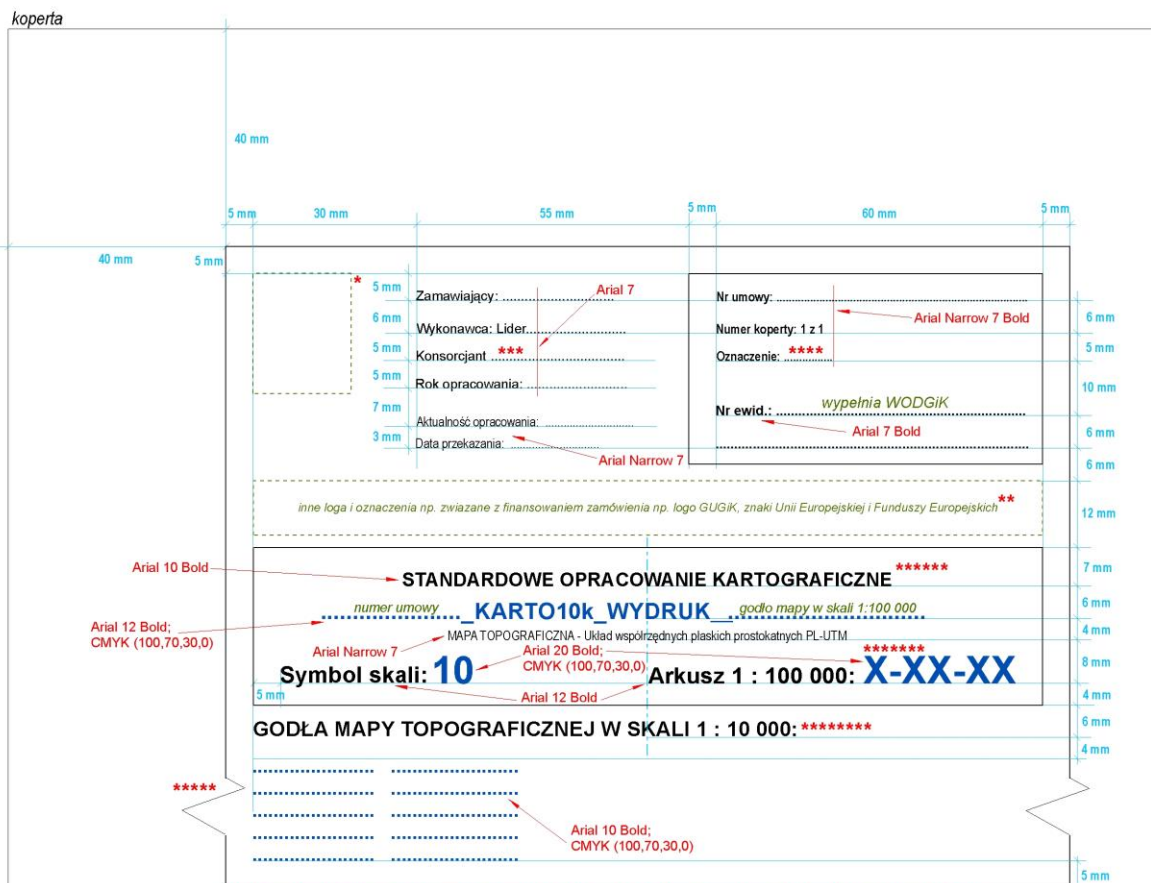 koperta
40 mm
5 mm 30 mm 55 mm 5 mm 60 mm 5 mm
40 mm 5 mm
*
5 mm
6 mm
5 mm
5 mm
7 mm
3 mm
Zamawiający: ....................................
Arial 7
Wykonawca: Lider................................
Konsorcjant *** ..........................................
Rok opracowania: ................................
Aktualność opracowania: ..............................
Data przekazania: ..............................
Arial Narrow 7
Nr umowy: ................................................................
Arial Narrow 7 Bold
Numer koperty: 1 z 1
Oznaczenie: **** ................
wypełnia WODGiK
Nr ewid.: ................................................................
Arial 7 Bold
................................................................................
6 mm
5 mm
10 mm
6 mm
6 mm
12 mm
inne loga i oznaczenia np. zwiazane z finansowaniem zamówienia np. logo GUGiK, znaki Unii Europejskiej i Funduszy Europejskich**
Arial 10 Bold
STANDARDOWE OPRACOWANIE KARTOGRAFICZNE******
7 mm
numer umowy _KARTO10k_WYDRUK__ godło mapy w skali 1:100 000
6 mm
Arial 12 Bold;
CMYK (100,70,30,0)
MAPA TOPOGRAFICZNA - Układ współrzędnych płaskich prostokatnych PL-UTM
4 mm
Arial Narrow 7
Arial 20 Bold;
CMYK (100,70,30,0)
*******
Symbol skali: 10
Arkusz 1 : 100 000: X-XX-XX
8 mm
5 mm
Arial 12 Bold
4 mm
GODŁA MAPY TOPOGRAFICZNEJ W SKALI 1 : 10 000: ********
6 mm
4 mm
*****
.......................... ...........................
.......................... ...........................
.......................... ...........................
.......................... ...........................
.......................... ...........................
Arial 10 Bold;
CMYK (100,70,30,0)
5 mm